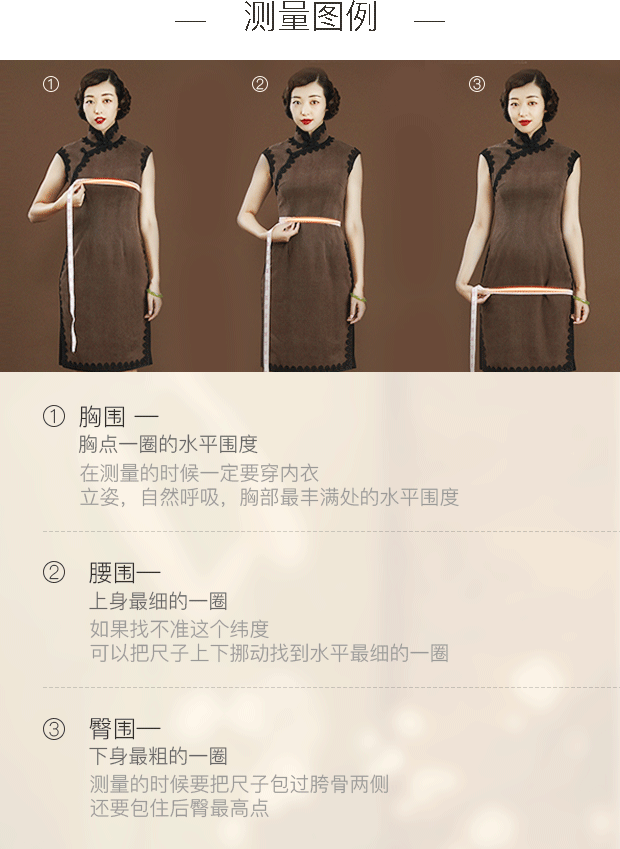 测量图例
① ② ③
① 胸围 —
胸点一圈的水平围度
在测量的时候一定要穿内衣
立姿，自然呼吸，胸部最丰满处的水平围度
② 腰围—
上身最细的一圈
如果找不准这个纬度
可以把尺子上下挪动找到水平最细的一圈
③ 臀围—
下身最粗的一圈
测量的时候要把尺子包过胯骨两侧
还要包住后臀最高点